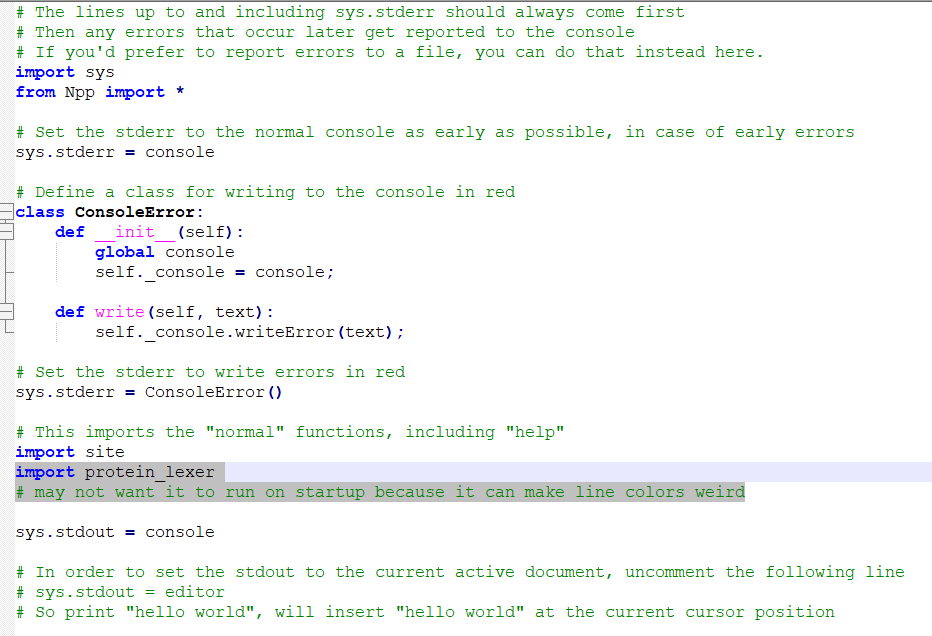 # The lines up to and including sys.stderr should always come first
# Then any errors that occur later get reported to the console
# If you'd prefer to report errors to a file, you can do that instead here.
import sys
from Npp import *

# Set the stderr to the normal console as early as possible, in case of early errors
sys.stderr = console

# Define a class for writing to the console in red
class ConsoleError:
    def __init__(self):
        global console
        self._console = console;

    def write(self, text):
        self._console.writeError(text);

# Set the stderr to write errors in red
sys.stderr = ConsoleError()

# This imports the "normal" functions, including "help"
import site
import protein_lexer
# may not want it to run on startup because it can make line colors weird

sys.stdout = console

# In order to set the stdout to the current active document, uncomment the following line
# sys.stdout = editor
# So print "hello world", will insert "hello world" at the current cursor position